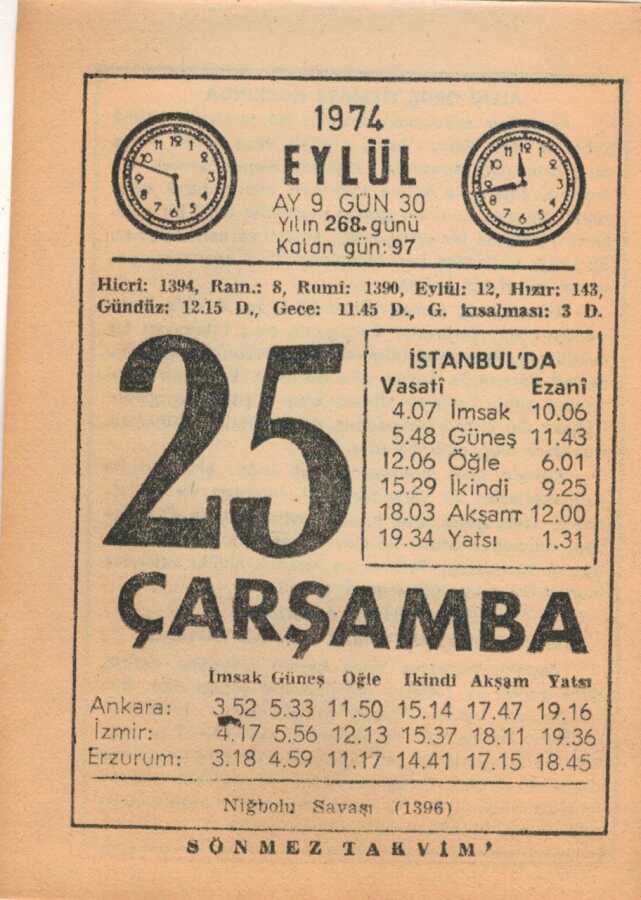 1974
EYLÜL
AY 9 GÜN 30
Yılın 268. günü
Kalan gün: 97
Hicrî: 1394, Ram.: 8, Rumi: 1390, Eylül: 12, Hızır: 143,
Gündüz: 12.15 D., Gece: 11.45 D., G. kısalması: 3 D.
25
İSTANBUL'DA
Vasatî Ezanî
4.07 İmsak 10.06
5.48 Güneş 11.43
12.06 Öğle 6.01
15.29 İkindi 9.25
18.03 Akşam 12.00
19.34 Yatsı 1.31
ÇARŞAMBA
İmsak Güneş Öğle İkindi Akşam Yatsı
Ankara: 3.52 5.33 11.50 15.14 17.47 19.16
İzmir: 4.17 5.56 12.13 15.37 18.11 19.36
Erzurum: 3.18 4.59 11.17 14.41 17.15 18.45
Niğbolu Savaşı (1396)
SÖNMEZ TAKVİM'